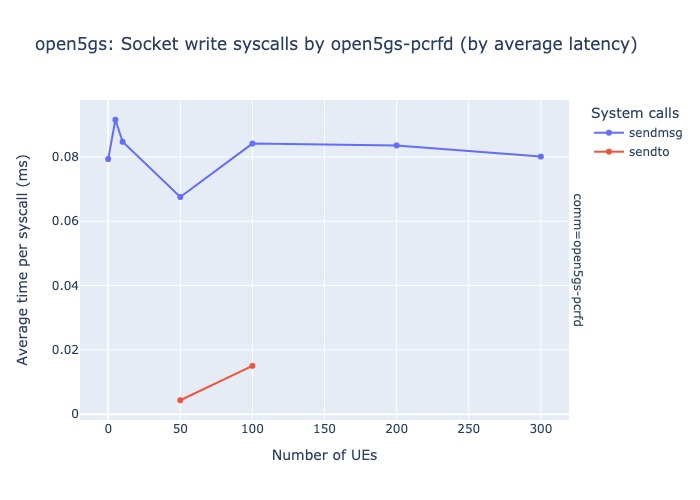 open5gs: Socket write syscalls by open5gs-pcrfd (by average latency)
System calls
sendmsg
sendto
Average time per syscall (ms)
0.08
0.06
0.04
0.02
0
comm=open5gs-pcrfd
0 50 100 150 200 250 300
Number of UEs